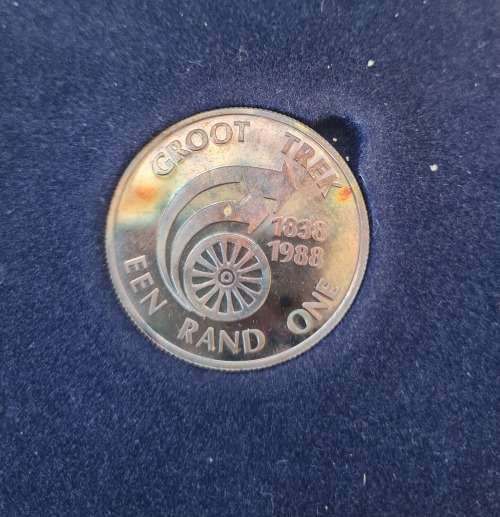 GROOT TREK
1838
1988
EEN RAND ONE